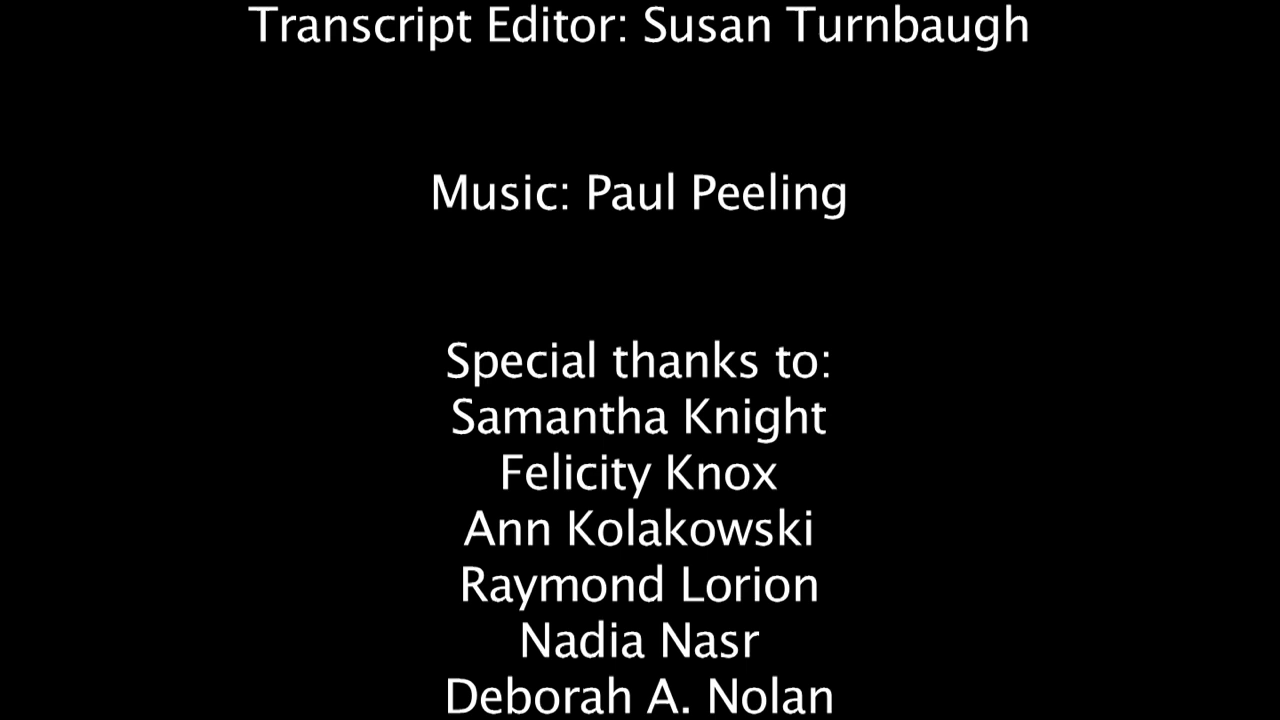 Transcript Editor: Susan Turnbaugh
Music: Paul Peeling
Special thanks to:
Samantha Knight
Felicity Knox
Ann Kolakowski
Raymond Lorion
Nadia Nasr
Deborah A. Nolan